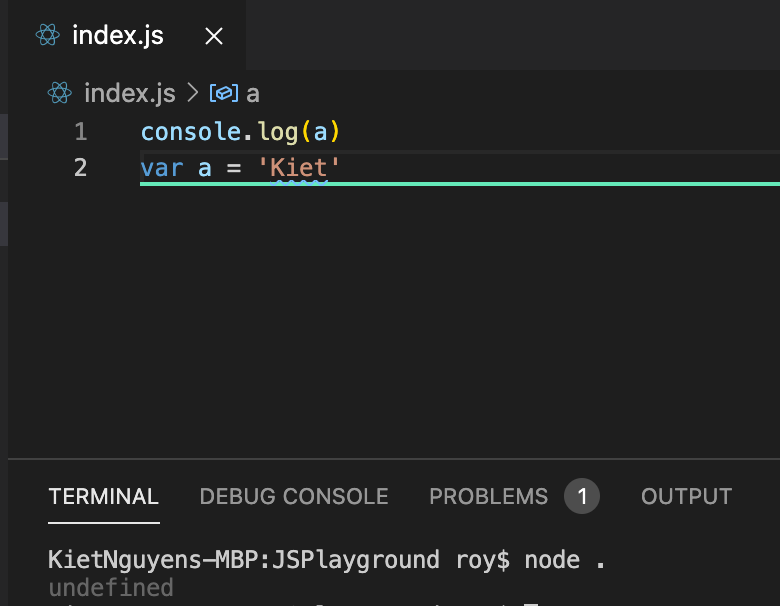 index.js
index.js > a
1 console.log(a)
2 var a = 'Kiet'
TERMINAL DEBUG CONSOLE PROBLEMS 1 OUTPUT
KietNguyens-MBP:JSPlayground roy$ node .
undefined